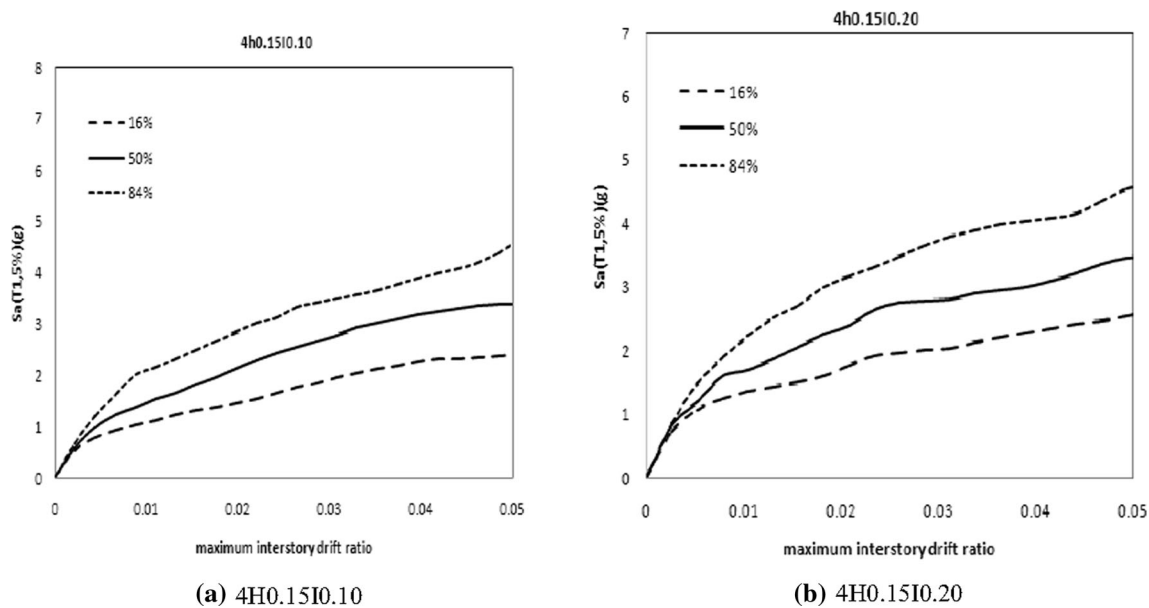 4h0.15I0.10
8
7
6
5
4
3
2
1
0
Sa(T1,5%)(g)
16%
50%
84%
0 0.01 0.02 0.03 0.04 0.05
maximum interstory drift ratio
(a) 4H0.15I0.10
4h0.15I0.20
7
6
5
4
3
2
1
0
Sa(T1,5%)(g)
16%
50%
84%
0 0.01 0.02 0.03 0.04 0.05
maximum interstory drift ratio
(b) 4H0.15I0.20